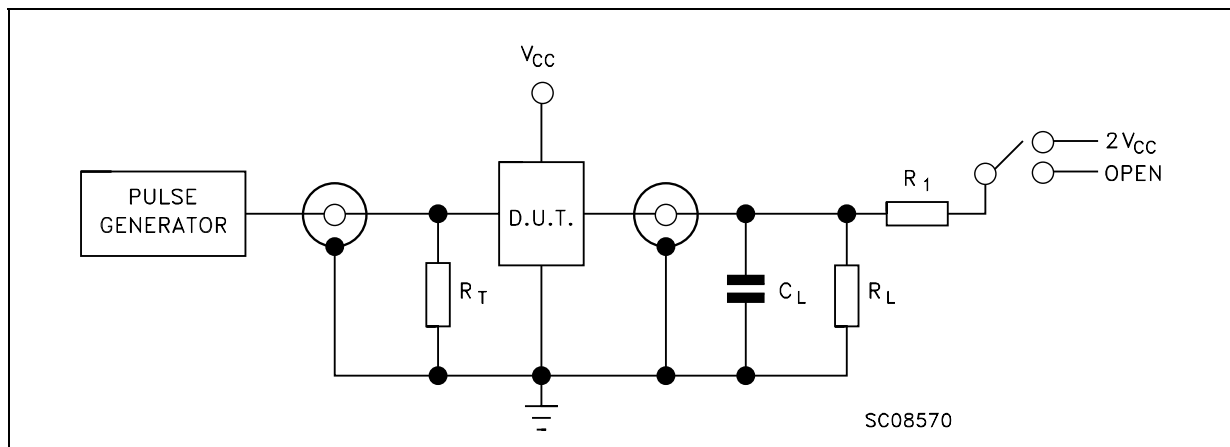 VCC
2VCC
OPEN
R1
PULSE
GENERATOR
D.U.T.
RT
CL
RL
SC08570